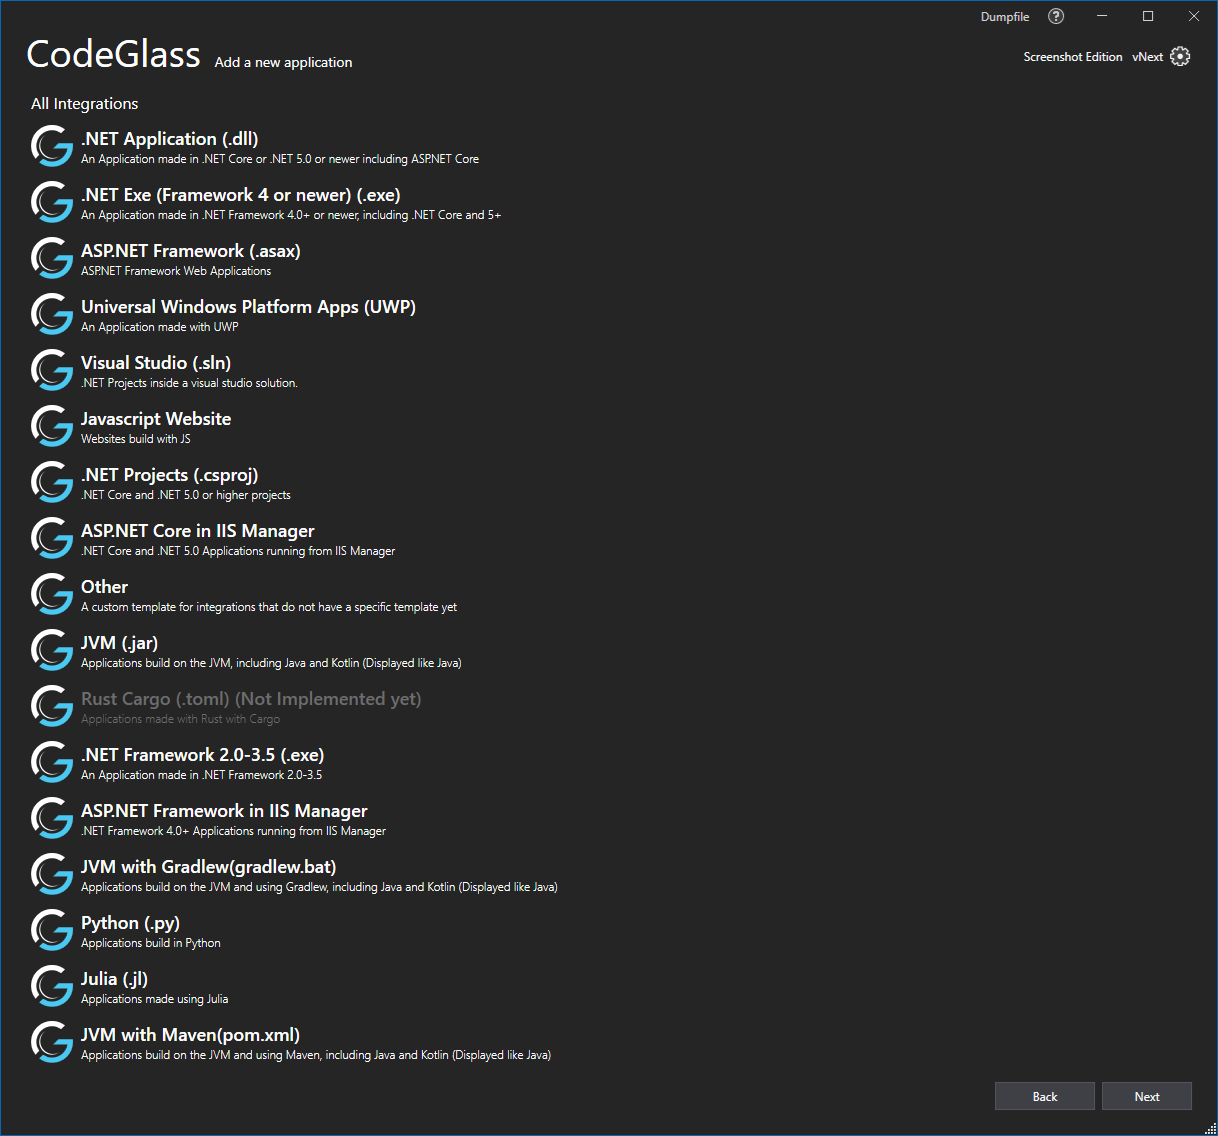 Dumpfile
CodeGlass Add a new application
Screenshot Edition vNext
All Integrations
.NET Application (.dll)
An Application made in .NET Core or .NET 5.0 or newer including ASP.NET Core
.NET Exe (Framework 4 or newer) (.exe)
An Application made in .NET Framework 4.0+ or newer, including .NET Core and 5+
ASP.NET Framework (.asax)
ASP.NET Framework Web Applications
Universal Windows Platform Apps (UWP)
An Application made with UWP
Visual Studio (.sln)
.NET Projects inside a visual studio solution.
Javascript Website
Websites build with JS
.NET Projects (.csproj)
.NET Core and .NET 5.0 or higher projects
ASP.NET Core in IIS Manager
.NET Core and .NET 5.0 Applications running from IIS Manager
Other
A custom template for integrations that do not have a specific template yet
JVM (.jar)
Applications build on the JVM, including Java and Kotlin (Displayed like Java)
Rust Cargo (.toml) (Not Implemented yet)
Applications made with Rust with Cargo
.NET Framework 2.0-3.5 (.exe)
An Application made in .NET Framework 2.0-3.5
ASP.NET Framework in IIS Manager
.NET Framework 4.0+ Applications running from IIS Manager
JVM with Gradlew(gradlew.bat)
Applications build on the JVM and using Gradlew, including Java and Kotlin (Displayed like Java)
Python (.py)
Applications build in Python
Julia (.jl)
Applications made using Julia
JVM with Maven(pom.xml)
Applications build on the JVM and using Maven, including Java and Kotlin (Displayed like Java)
Back
Next